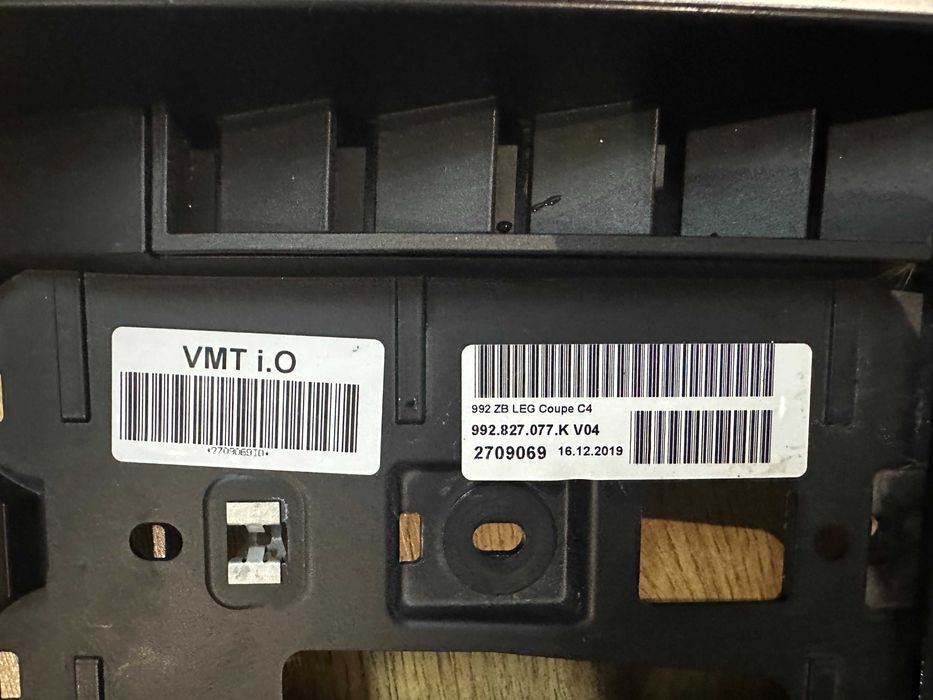 VMT i.O
*2709069IO*
992 ZB LEG Coupe C4
992.827.077.K V04
2709069 16.12.2019